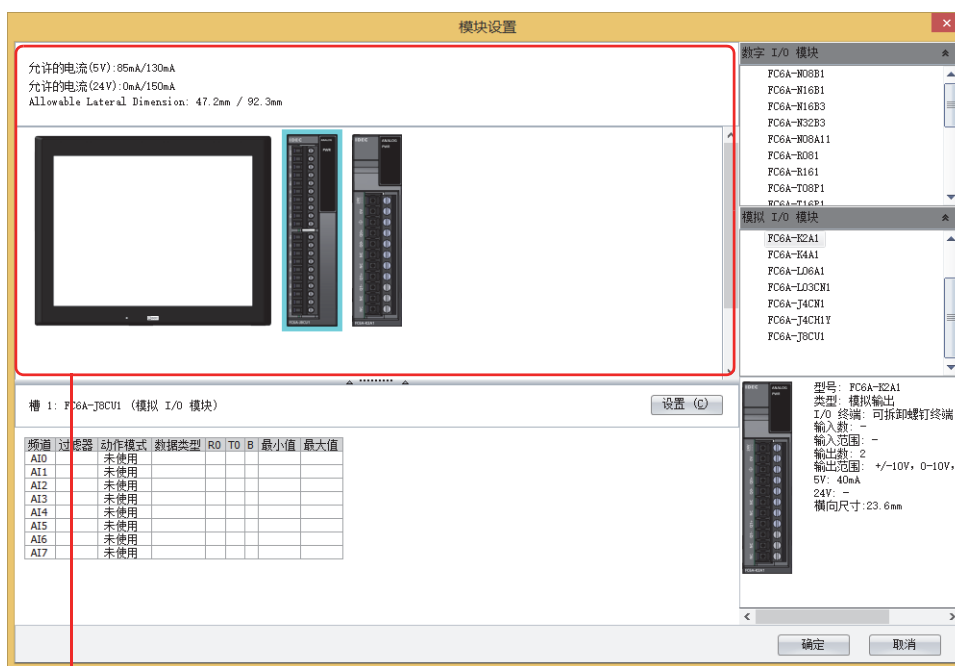 模块设置
允许的电流(5V):85mA/130mA
允许的电流(24V):0mA/150mA
Allowable Lateral Dimension: 47.2mm / 92.3mm
数字 I/O 模块
FC6A-N08B1
FC6A-N16B1
FC6A-N16B3
FC6A-N32B3
FC6A-N08A11
FC6A-R081
FC6A-R161
FC6A-T08P1
FC6A-T16P1
模拟 I/O 模块
FC6A-K2A1
FC6A-K4A1
FC6A-L06A1
FC6A-L03CN1
FC6A-J4CN1
FC6A-J4CH1Y
FC6A-J8CU1
槽 1: FC6A-J8CU1 (模拟 I/O 模块)
设置 (C)
频道 过滤器 动作模式 数据类型 R0 T0 B 最小值 最大值
AI0 未使用
AI1 未使用
AI2 未使用
AI3 未使用
AI4 未使用
AI5 未使用
AI6 未使用
AI7 未使用
型号: FC6A-K2A1
类型: 模拟输出
I/O 终端: 可拆卸螺钉终端
输入数: -
输入范围: -
输出数: 2
输出范围: +/-10V, 0-10V,
5V: 40mA
24V: -
横向尺寸:23.6mm
确定
取消